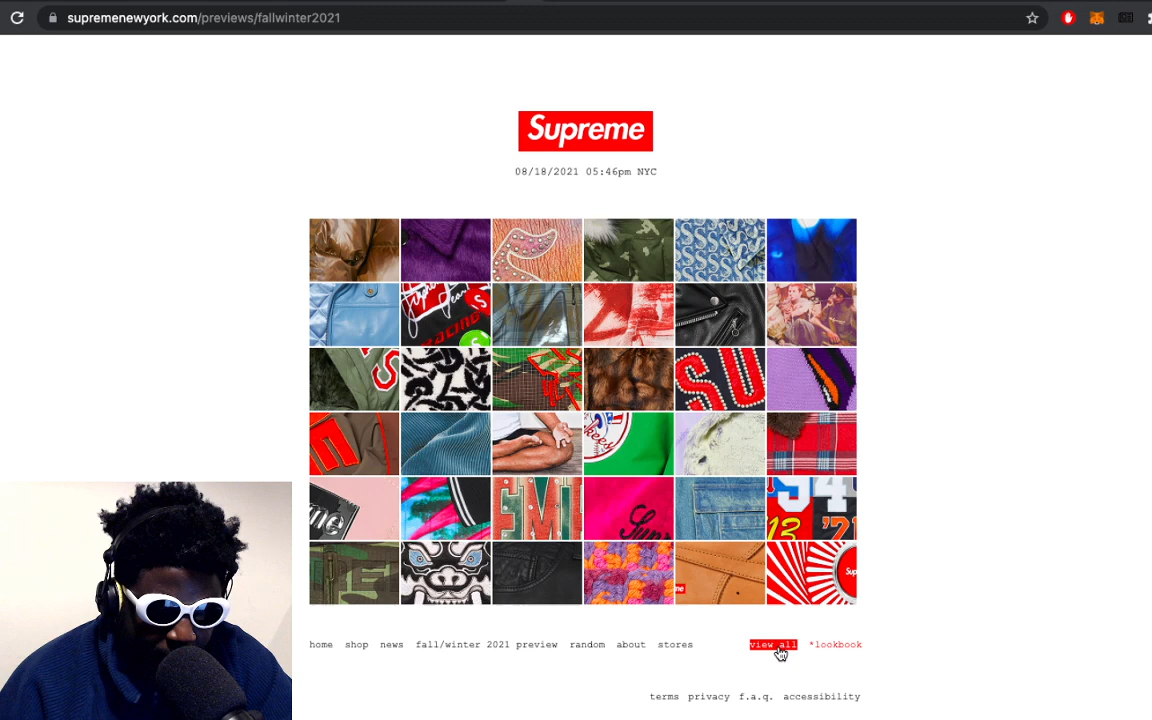 supremenewyork.com/previews/fallwinter2021
Supreme
08/18/2021 05:46pm NYC
home shop news fall/winter 2021 preview random about stores view all *lookbook
terms privacy f.a.q. accessibility